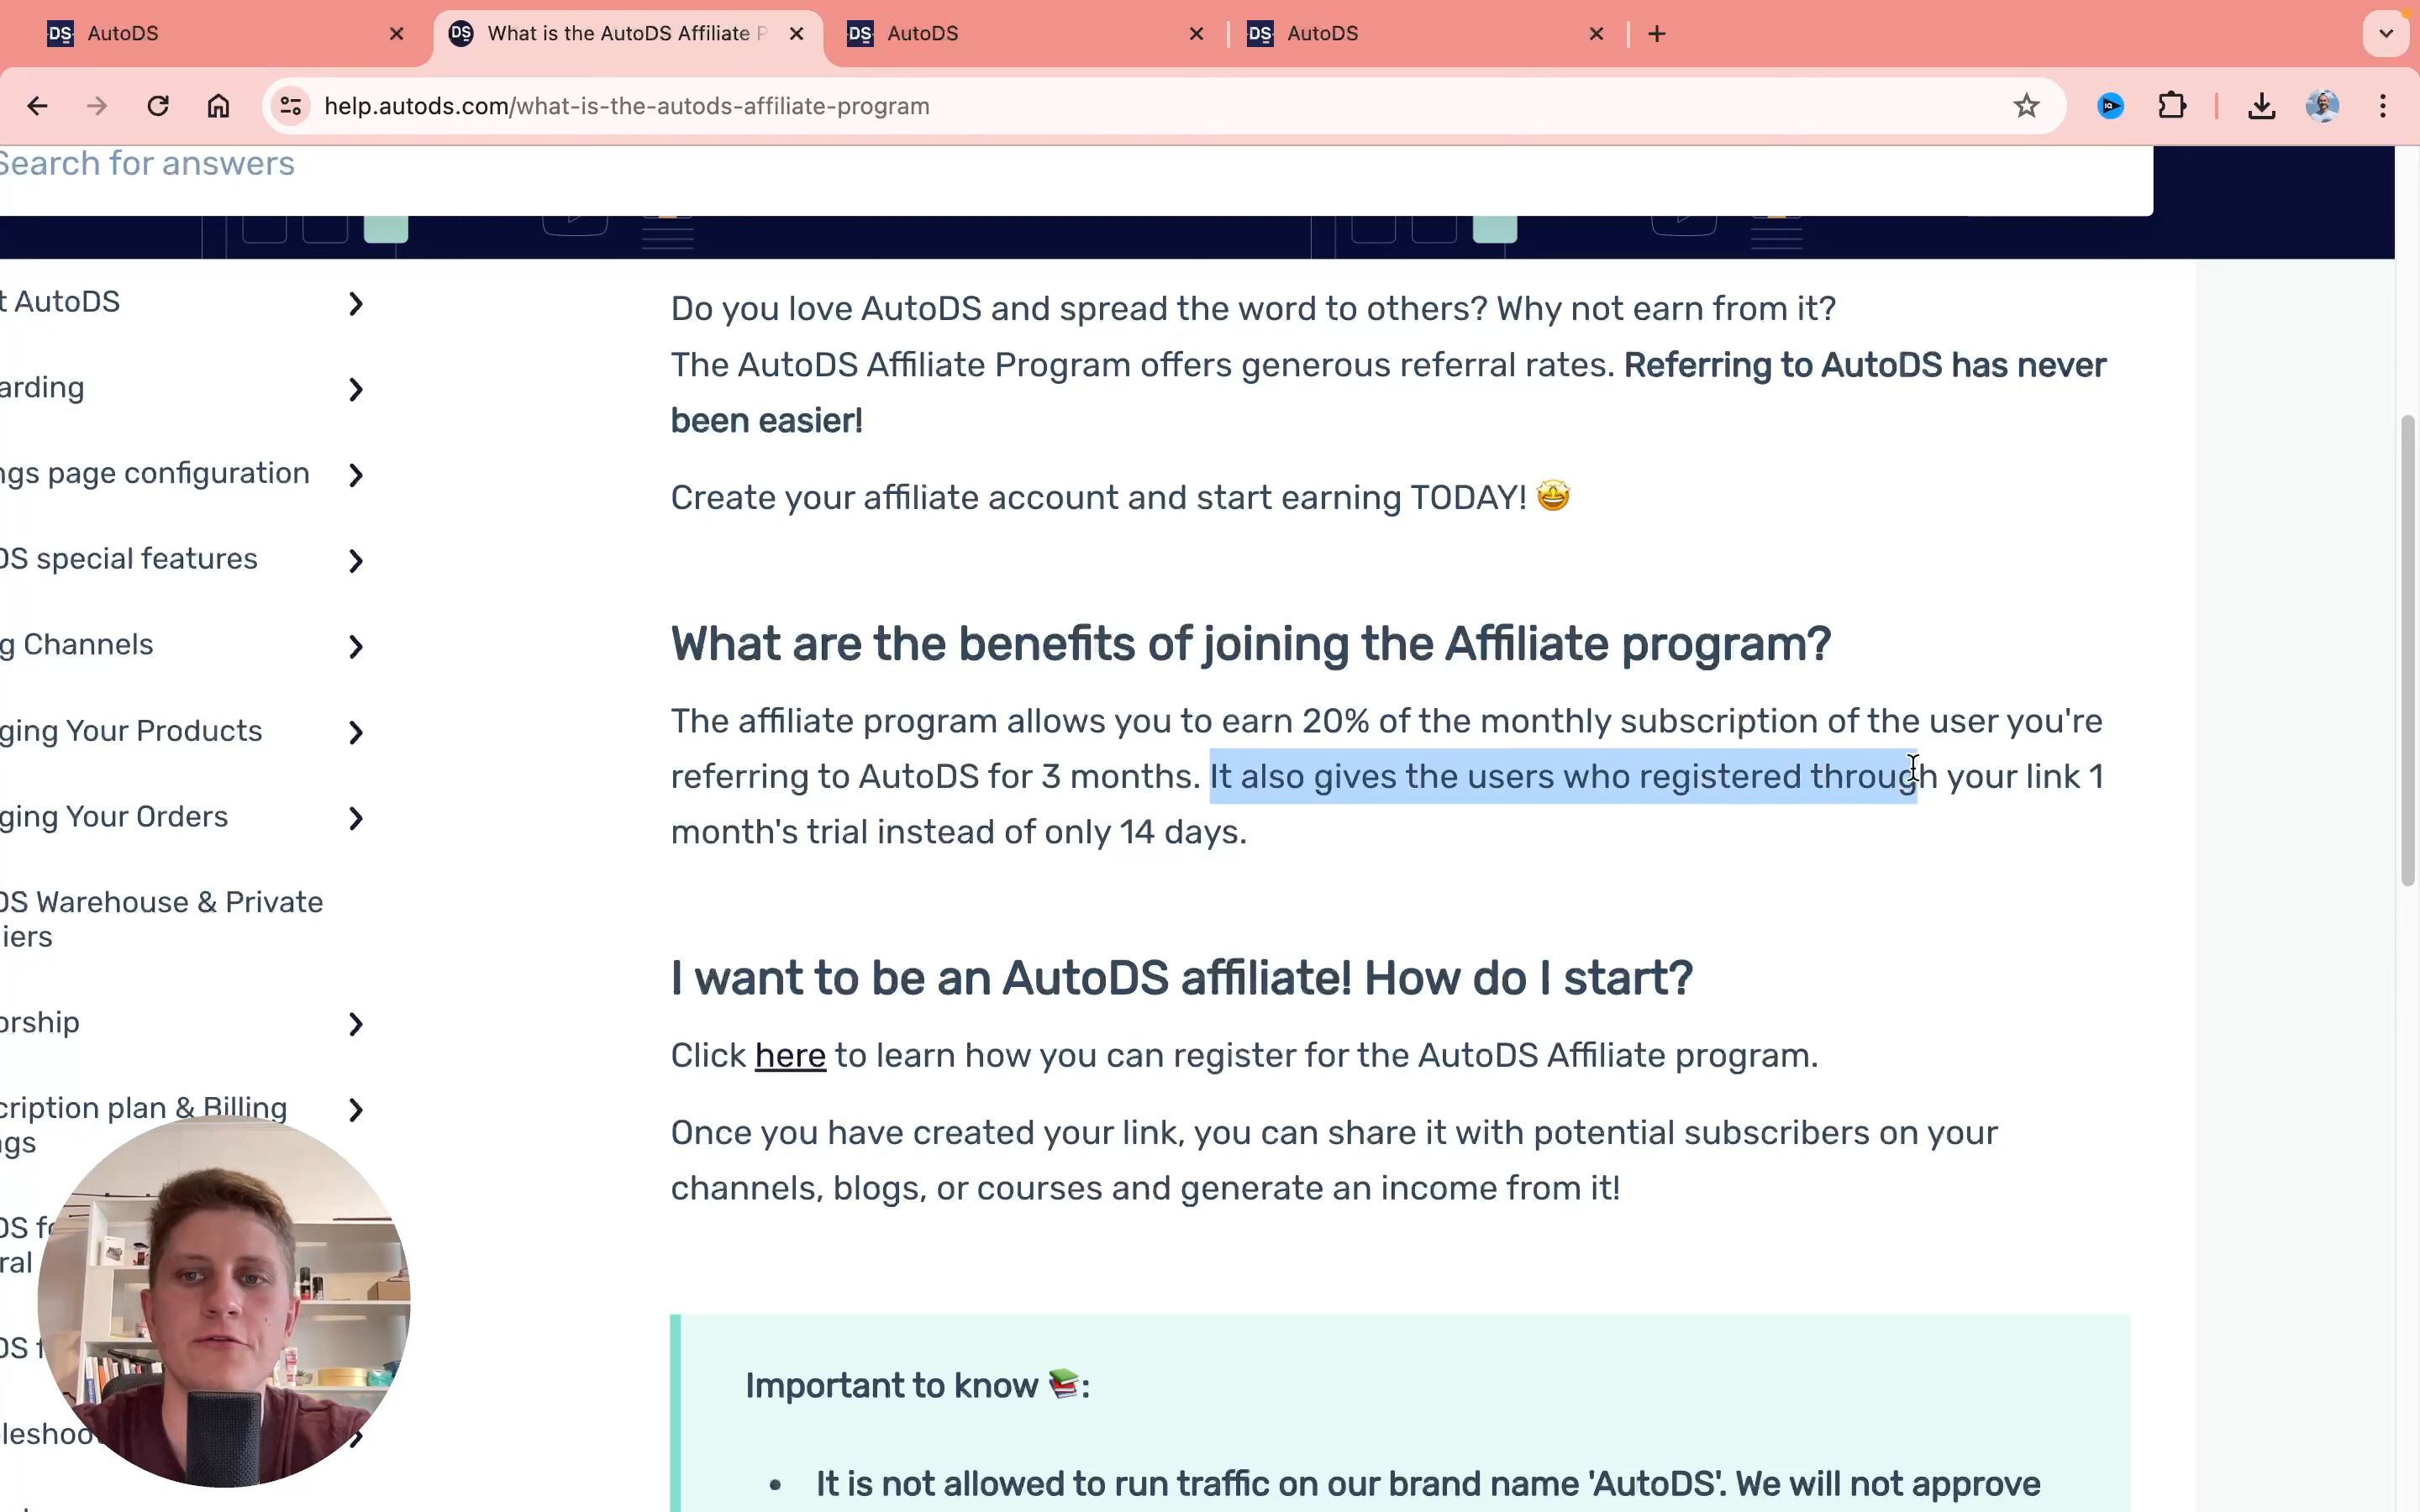 AutoDS
What is the AutoDS Affiliate P
AutoDS
AutoDS
help.autods.com/what-is-the-autods-affiliate-program
Search for answers
t AutoDS
arding
ngs page configuration
DS special features
g Channels
ging Your Products
ging Your Orders
DS Warehouse & Private
iers
orship
cription plan & Billing
ngs
DS f
ral
DS f
leshoo
Do you love AutoDS and spread the word to others? Why not earn from it?
The AutoDS Affiliate Program offers generous referral rates. Referring to AutoDS has never
been easier!
Create your affiliate account and start earning TODAY! 🤩
What are the benefits of joining the Affiliate program?
The affiliate program allows you to earn 20% of the monthly subscription of the user you're
referring to AutoDS for 3 months. It also gives the users who registered through your link 1
month's trial instead of only 14 days.
I want to be an AutoDS affiliate! How do I start?
Click here to learn how you can register for the AutoDS Affiliate program.
Once you have created your link, you can share it with potential subscribers on your
channels, blogs, or courses and generate an income from it!
Important to know 📚:
• It is not allowed to run traffic on our brand name 'AutoDS'. We will not approve